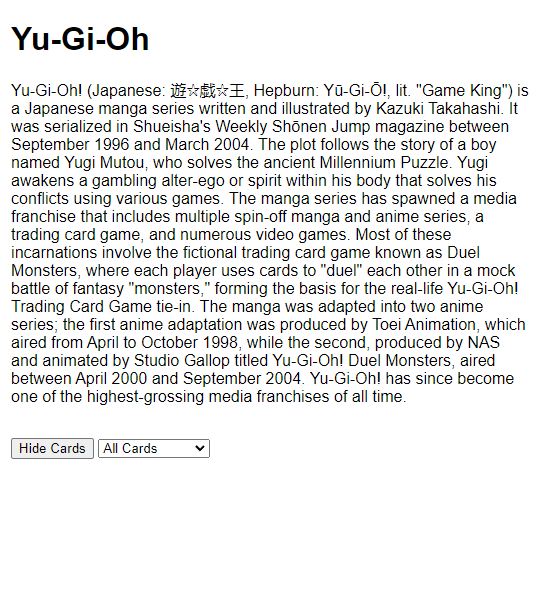 Yu-Gi-Oh
Yu-Gi-Oh! (Japanese: 遊☆戯☆王, Hepburn: Yū-Gi-Ō!, lit. "Game King") is
a Japanese manga series written and illustrated by Kazuki Takahashi. It
was serialized in Shueisha's Weekly Shōnen Jump magazine between
September 1996 and March 2004. The plot follows the story of a boy
named Yugi Mutou, who solves the ancient Millennium Puzzle. Yugi
awakens a gambling alter-ego or spirit within his body that solves his
conflicts using various games. The manga series has spawned a media
franchise that includes multiple spin-off manga and anime series, a
trading card game, and numerous video games. Most of these
incarnations involve the fictional trading card game known as Duel
Monsters, where each player uses cards to "duel" each other in a mock
battle of fantasy "monsters," forming the basis for the real-life Yu-Gi-Oh!
Trading Card Game tie-in. The manga was adapted into two anime
series; the first anime adaptation was produced by Toei Animation, which
aired from April to October 1998, while the second, produced by NAS
and animated by Studio Gallop titled Yu-Gi-Oh! Duel Monsters, aired
between April 2000 and September 2004. Yu-Gi-Oh! has since become
one of the highest-grossing media franchises of all time.
Hide Cards All Cards